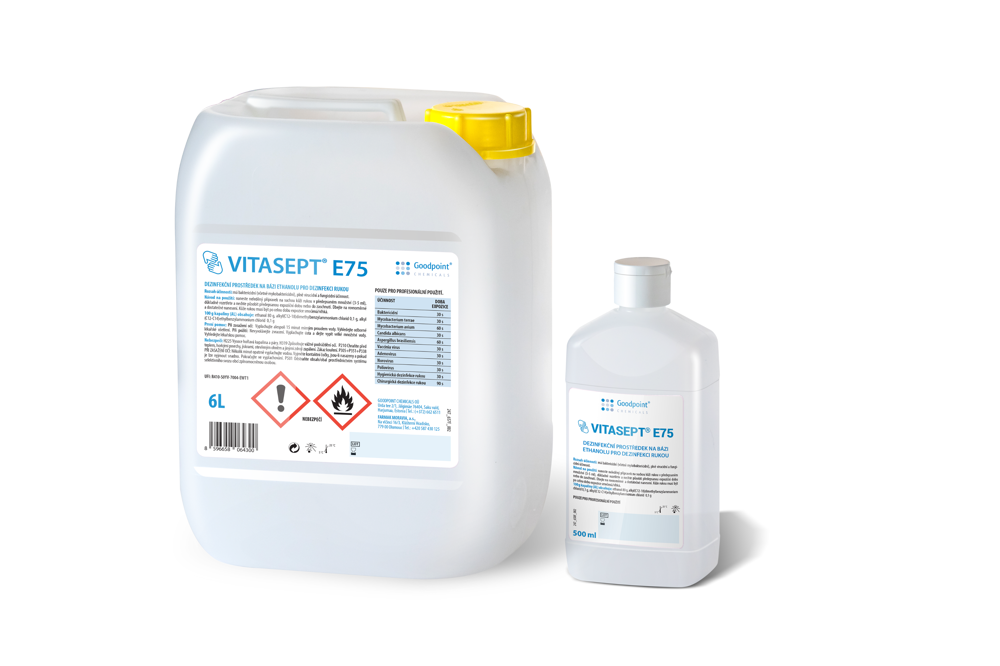 VITASEPT® E75
Goodpoint®
CHEMICALS
DEZINFEKČNÍ PROSTŘEDEK NA BÁZI ETHANOLU PRO DEZINFEKCI RUKOU
Rozsah účinnosti: má baktericidní (včetně mykobaktericidní), plně virucidní a fungicidní účinnost.
Návod na použití: naneste neředěný přípravek na suchou kůži rukou v předepsaném množství (3-5 ml),
důkladně rozetřete a nechte působit předepsanou expoziční dobu nebo do zaschnutí. Dbejte na rovnoměrné
a dostatečné nanesení. Kůže rukou musí být po celou dobu expozice smočená/vlhká.
100 g kapaliny (AL) obsahuje: ethanol 80 g, alkyl(C12-18)dimethylbenzylammonium chlorid 0,1 g, alkyl
(C12-C14)ethylbenzylammonium chlorid 0,1 g
První pomoc: Při zasažení očí: Vyplachujte alespoň 15 minut mírným proudem vody. Vyhledejte odborné
lékařské ošetření. Při požití: Nevyvolávejte zvracení. Vyplachujte ústa a dejte vypít velké množství vody.
Vyhledejte lékařskou pomoc.
Nebezpečí: H225 Vysoce hořlavá kapalina a páry. H319 Způsobuje vážné podráždění očí. P210 Chraňte před
teplem, horkými povrchy, jiskrami, otevřeným ohněm a jinými zdroji zapálení. Zákaz kouření. P305+P351+P338
PŘI ZASAŽENÍ OČÍ: Několik minut opatrně vyplachujte vodou. Vyjměte kontaktní čočky, jsou-li nasazeny a pokud
je lze vyjmout snadno. Pokračujte ve vyplachování. P501 Odstraňte obsah/obal prostřednictvím systému
selektivního svozu obcí zplnomocněnou osobou.
UFI: R410-S0YV-7004-EWT1
6L
NEBEZPEČÍ
8 596658 064300
5 °C 25 °C
POUZE PRO PROFESIONÁLNÍ POUŽITÍ.
ÚČINNOST DOBA
EXPOZICE
Baktericidní 30 s
Mycobacterium terrae 30 s
Mycobacterium avium 60 s
Candida albicans 30 s
Aspergillus brasiliensis 60 s
Vaccinia virus 30 s
Adenovirus 30 s
Norovirus 30 s
Poliovirus 30 s
Hygienická dezinfekce rukou 30 s
Chirurgická dezinfekce rukou 90 s
GOODPOINT CHEMICALS OÜ
Urda tee 2/1, Jälgimäe 76404, Saku vald,
Harjumaa, Estonia | Tel.: (+372) 662 6511
FARMAK MORAVIA, a.s.,
Na vlčinci 16/3, Klášterní Hradisko,
779 00 Olomouc | Tel.: +420 587 430 125
247_657F_002
LOT
Goodpoint®
CHEMICALS
VITASEPT® E75
DEZINFEKČNÍ PROSTŘEDEK NA BÁZI
ETHANOLU PRO DEZINFEKCI RUKOU
Rozsah účinnosti: má baktericidní (včetně mykobaktericidní), plně virucidní a fungi-
cidní účinnost.
Návod na použití: naneste neředěný přípravek na suchou kůži rukou v předepsaném
množství (3-5 ml), důkladně rozetřete a nechte působit předepsanou expoziční dobu
nebo do zaschnutí. Dbejte na rovnoměrné a dostatečné nanesení. Kůže rukou musí být
po celou dobu expozice smočená/vlhká.
100 g kapaliny (AL) obsahuje: ethanol 80 g, alkyl(C12-18)dimethylbenzylammonium
chlorid 0,1 g, alkyl(C12-C14)ethylbenzylammonium chlorid 0,1 g
POUZE PRO PROFESIONÁLNÍ POUŽITÍ
5 °C 25 °C
247_658F_002
LOT
500 ml